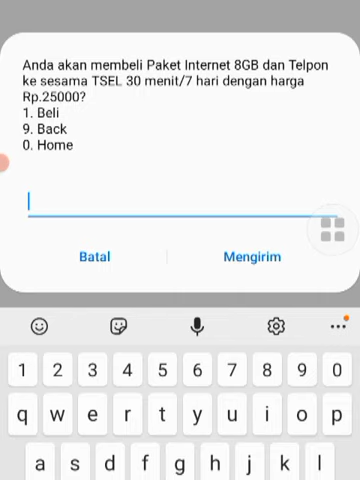 Anda akan membeli Paket Internet 8GB dan Telpon
ke sesama TSEL 30 menit/7 hari dengan harga
Rp.25000?
1. Beli
9. Back
0. Home
Batal
Mengirim
1 2 3 4 5 6 7 8 9 0
q w e r t y u i o p
a s d f g h j k l